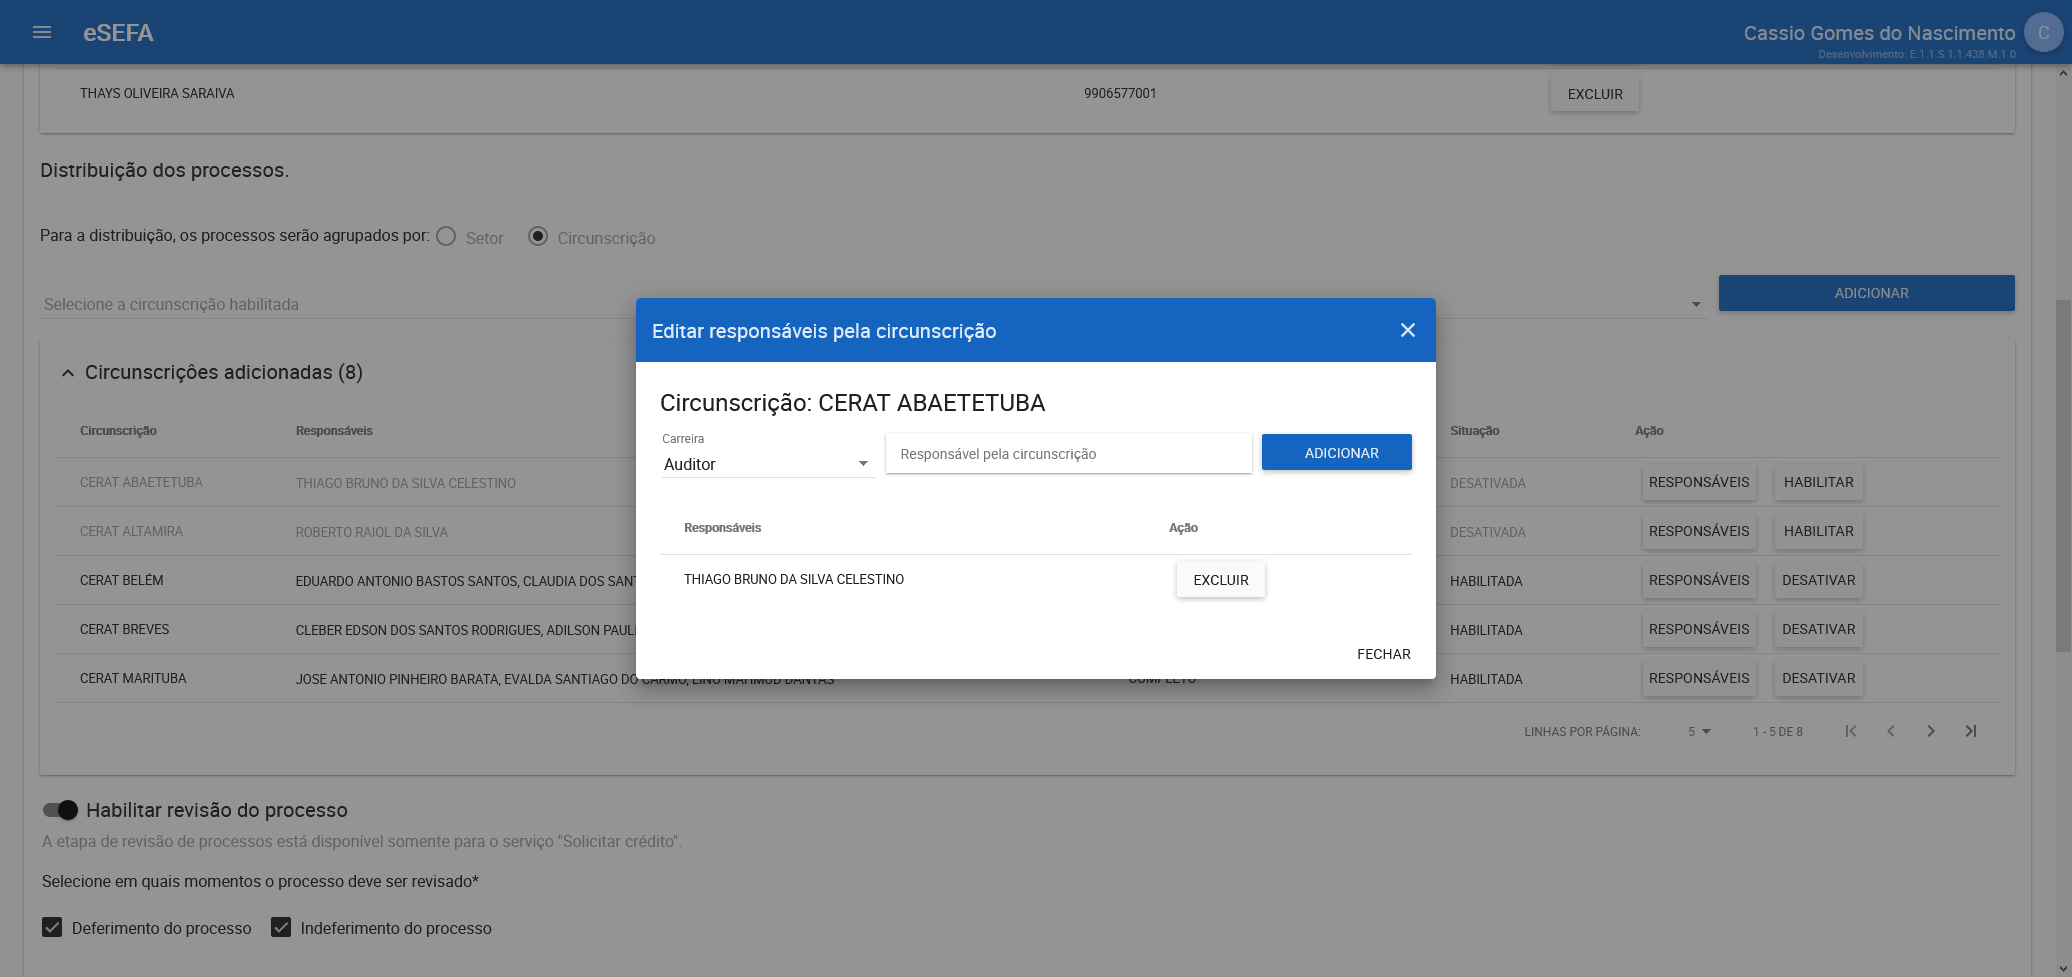 eSEFA
Cassio Gomes do Nascimento
C
Desenvolvimento: E.1.1.S.1.1.438.M.1.0
THAYS OLIVEIRA SARAIVA 9906577001 EXCLUIR
Distribuição dos processos.
Para a distribuição, os processos serão agrupados por: Setor Circunscrição
Selecione a circunscrição habilitada ADICIONAR
Circunscriçôes adicionadas (8)
Circunscrição Responsáveis Situação Ação
CERAT ABAETETUBA THIAGO BRUNO DA SILVA CELESTINO DESATIVADA RESPONSÁVEIS HABILITAR
CERAT ALTAMIRA ROBERTO RAIOL DA SILVA DESATIVADA RESPONSÁVEIS HABILITAR
CERAT BELÉM EDUARDO ANTONIO BASTOS SANTOS, CLAUDIA DOS HABILITADA RESPONSÁVEIS DESATIVAR
CERAT BREVES CLEBER EDSON DOS SANTOS RODRIGUES, ADILSON HABILITADA RESPONSÁVEIS DESATIVAR
CERAT MARITUBA JOSE ANTONIO PINHEIRO BARATA, EVALDA SANTIAGO DO CARMO, LINO MAHMUD DANTAS COMPLETO HABILITADA RESPONSÁVEIS DESATIVAR
LINHAS POR PÁGINA: 5 1 - 5 DE 8
Editar responsáveis pela circunscrição
Circunscrição: CERAT ABAETETUBA
Carreira
Auditor Responsável pela circunscrição ADICIONAR
Responsáveis Ação
THIAGO BRUNO DA SILVA CELESTINO EXCLUIR
FECHAR
Habilitar revisão do processo
A etapa de revisão de processos está disponível somente para o serviço "Solicitar crédito".
Selecione em quais momentos o processo deve ser revisado*
Deferimento do processo Indeferimento do processo